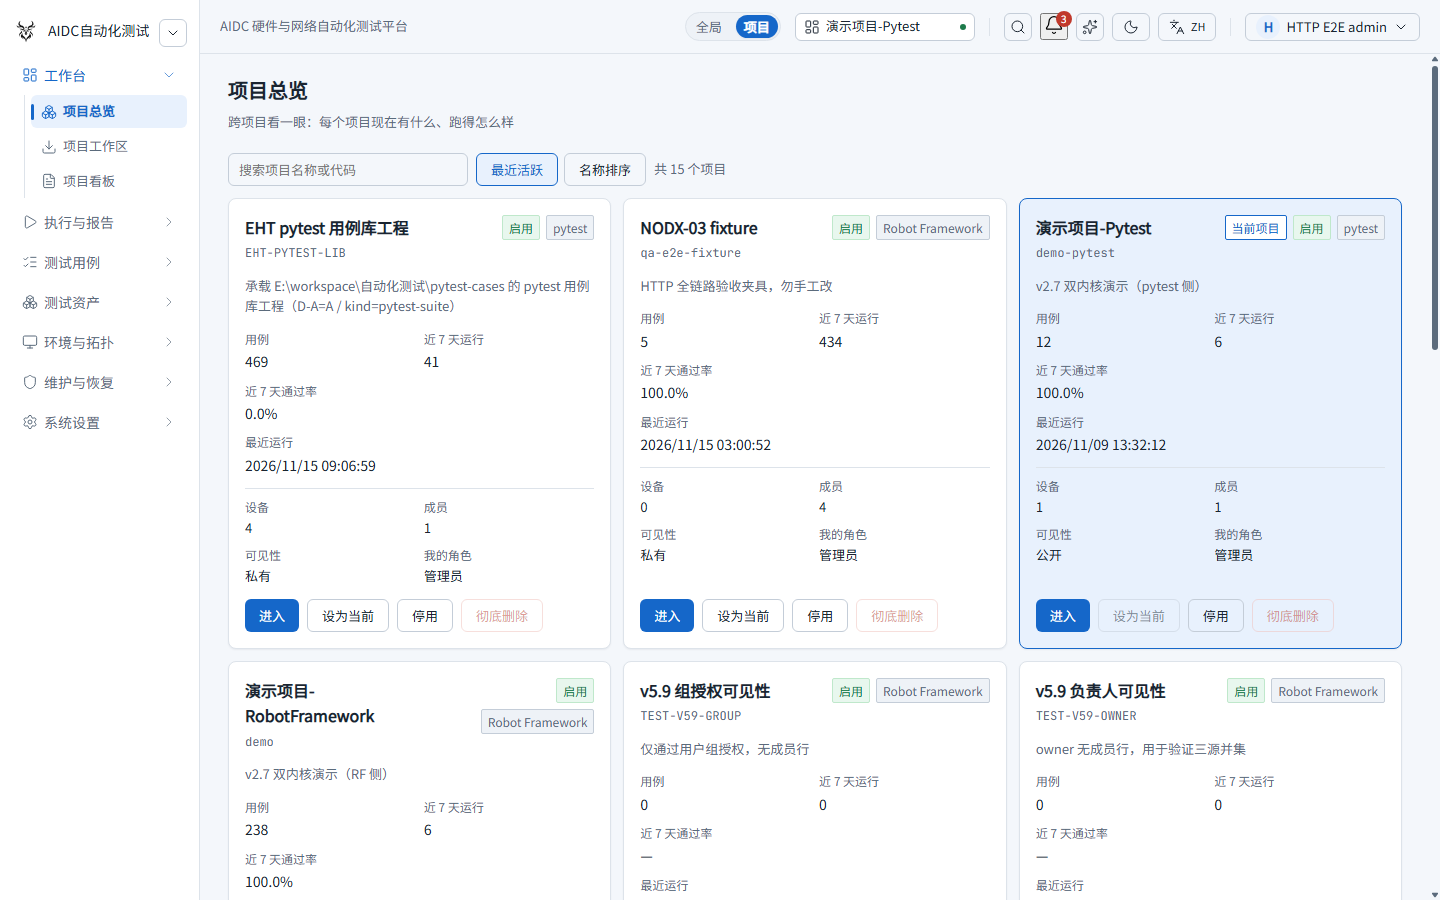 AIDC自动化测试
工作台
项目总览
项目工作区
项目看板
执行与报告
测试用例
测试资产
环境与拓扑
维护与恢复
系统设置
AIDC 硬件与网络自动化测试平台
全局
项目
演示项目-Pytest
3
ZH
H
HTTP E2E admin
项目总览
跨项目看一眼：每个项目现在有什么、跑得怎么样
搜索项目名称或代码
最近活跃
名称排序
共 15 个项目
EHT pytest 用例库工程
启用
pytest
EHT-PYTEST-LIB
承载 E:\workspace\自动化测试\pytest-cases 的 pytest 用例
库工程（D-A=A / kind=pytest-suite）
用例
近 7 天运行
469
41
近 7 天通过率
0.0%
最近运行
2026/11/15 09:06:59
设备
成员
4
1
可见性
我的角色
私有
管理员
进入
设为当前
停用
彻底删除
NODX-03 fixture
启用
Robot Framework
qa-e2e-fixture
HTTP 全链路验收夹具，勿手工改
用例
近 7 天运行
5
434
近 7 天通过率
100.0%
最近运行
2026/11/15 03:00:52
设备
成员
0
4
可见性
我的角色
私有
管理员
进入
设为当前
停用
彻底删除
演示项目-Pytest
当前项目
启用
pytest
demo-pytest
v2.7 双内核演示（pytest 侧）
用例
近 7 天运行
12
6
近 7 天通过率
100.0%
最近运行
2026/11/09 13:32:12
设备
成员
1
1
可见性
我的角色
公开
管理员
进入
设为当前
停用
彻底删除
演示项目-
RobotFramework
启用
Robot Framework
demo
v2.7 双内核演示（RF 侧）
用例
近 7 天运行
238
6
近 7 天通过率
100.0%
v5.9 组授权可见性
启用
Robot Framework
TEST-V59-GROUP
仅通过用户组授权，无成员行
用例
近 7 天运行
0
0
近 7 天通过率
—
最近运行
v5.9 负责人可见性
启用
Robot Framework
TEST-V59-OWNER
owner 无成员行，用于验证三源并集
用例
近 7 天运行
0
0
近 7 天通过率
—
最近运行